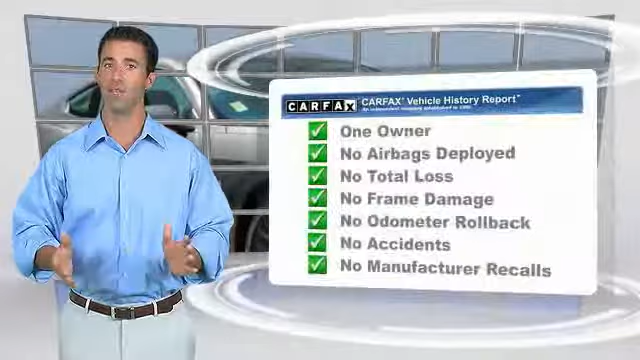 CARFAX CARFAX® Vehicle History Report™
One Owner
No Airbags Deployed
No Total Loss
No Frame Damage
No Odometer Rollback
No Accidents
No Manufacturer Recalls